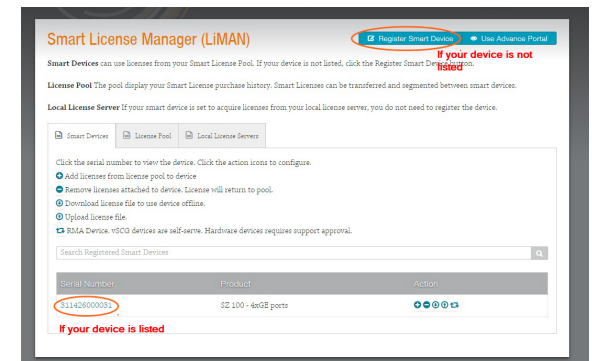 Smart License Manager (LiMAN)
Register Smart Device
Use Advance Portal
Smart Devices can use licenses from your Smart License Pool. If your device is not listed, click the Register Smart Device button.
If your device is not
listed
License Pool The pool display your Smart License purchase history. Smart Licenses can be transferred and segmented between smart devices.
Local License Server If your smart device is set to acquire licenses from your local license server, you do not need to register the device.
Smart Devices
License Pool
Local License Servers
Click the serial number to view the device. Click the action icons to configure.
Add licenses from license pool to device
Remove licenses attached to device. License will return to pool.
Download license file to use device offline.
Upload license file.
RMA Device. vSCG devices are self-serve. Hardware devices requires support approval.
Search Registered Smart Devices
Serial Number Product Action
311426000031 SZ 100 - 4xGE ports
If your device is listed